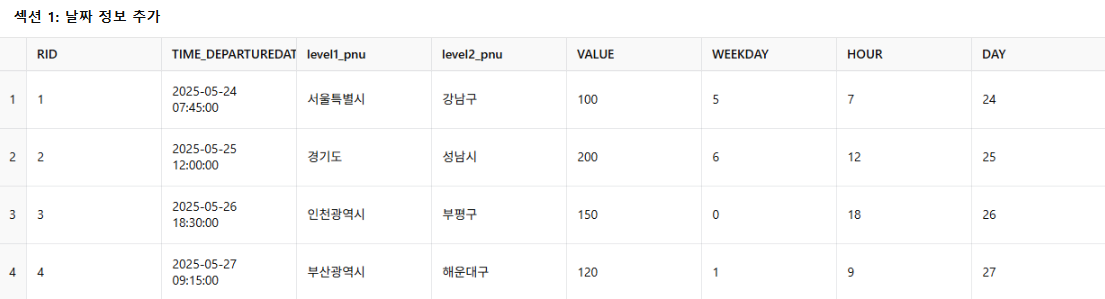 섹션 1: 날짜 정보 추가
RID TIME_DEPARTUREDAT level1_pnu level2_pnu VALUE WEEKDAY HOUR DAY
1 1 2025-05-24 07:45:00 서울특별시 강남구 100 5 7 24
2 2 2025-05-25 12:00:00 경기도 성남시 200 6 12 25
3 3 2025-05-26 18:30:00 인천광역시 부평구 150 0 18 26
4 4 2025-05-27 09:15:00 부산광역시 해운대구 120 1 9 27